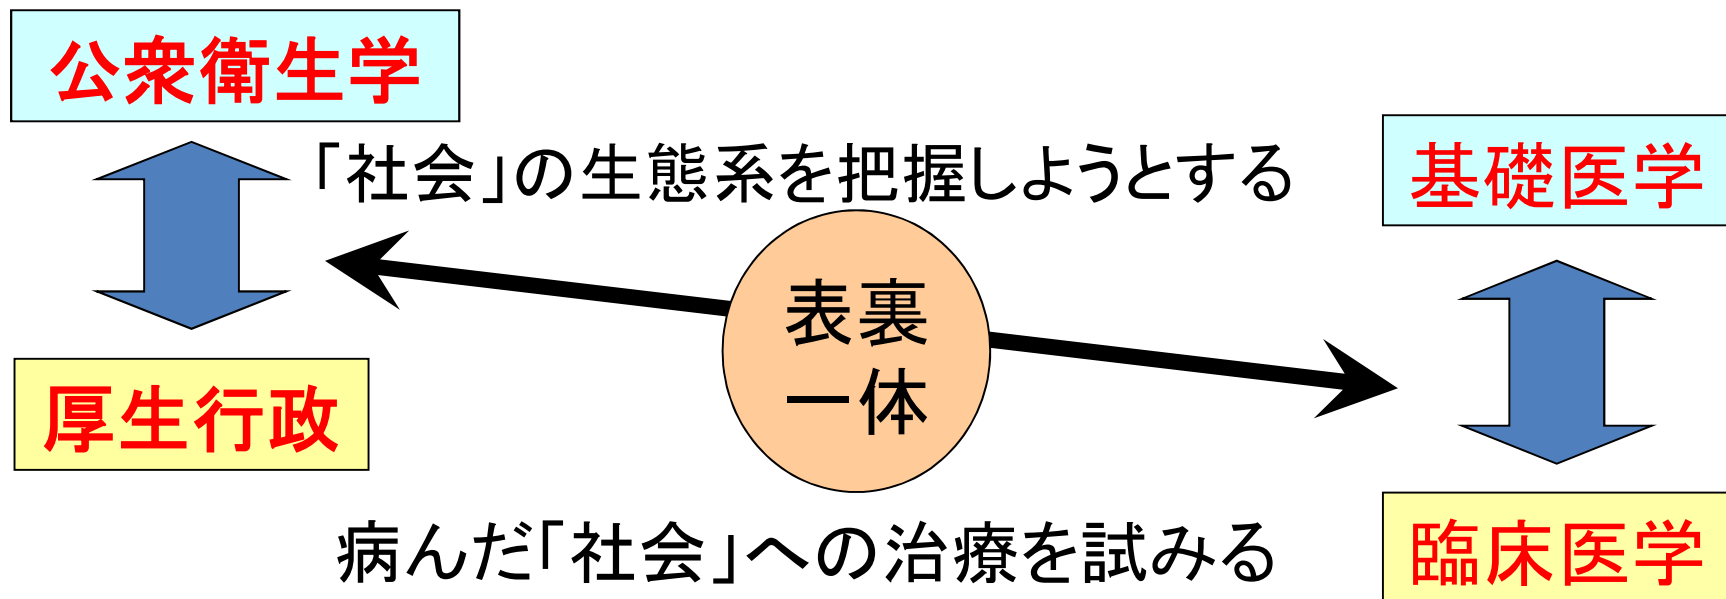 公衆衛生学
「社会」の生態系を把握しようとする
基礎医学
表裏
一体
厚生行政
病んだ「社会」への治療を試みる
臨床医学